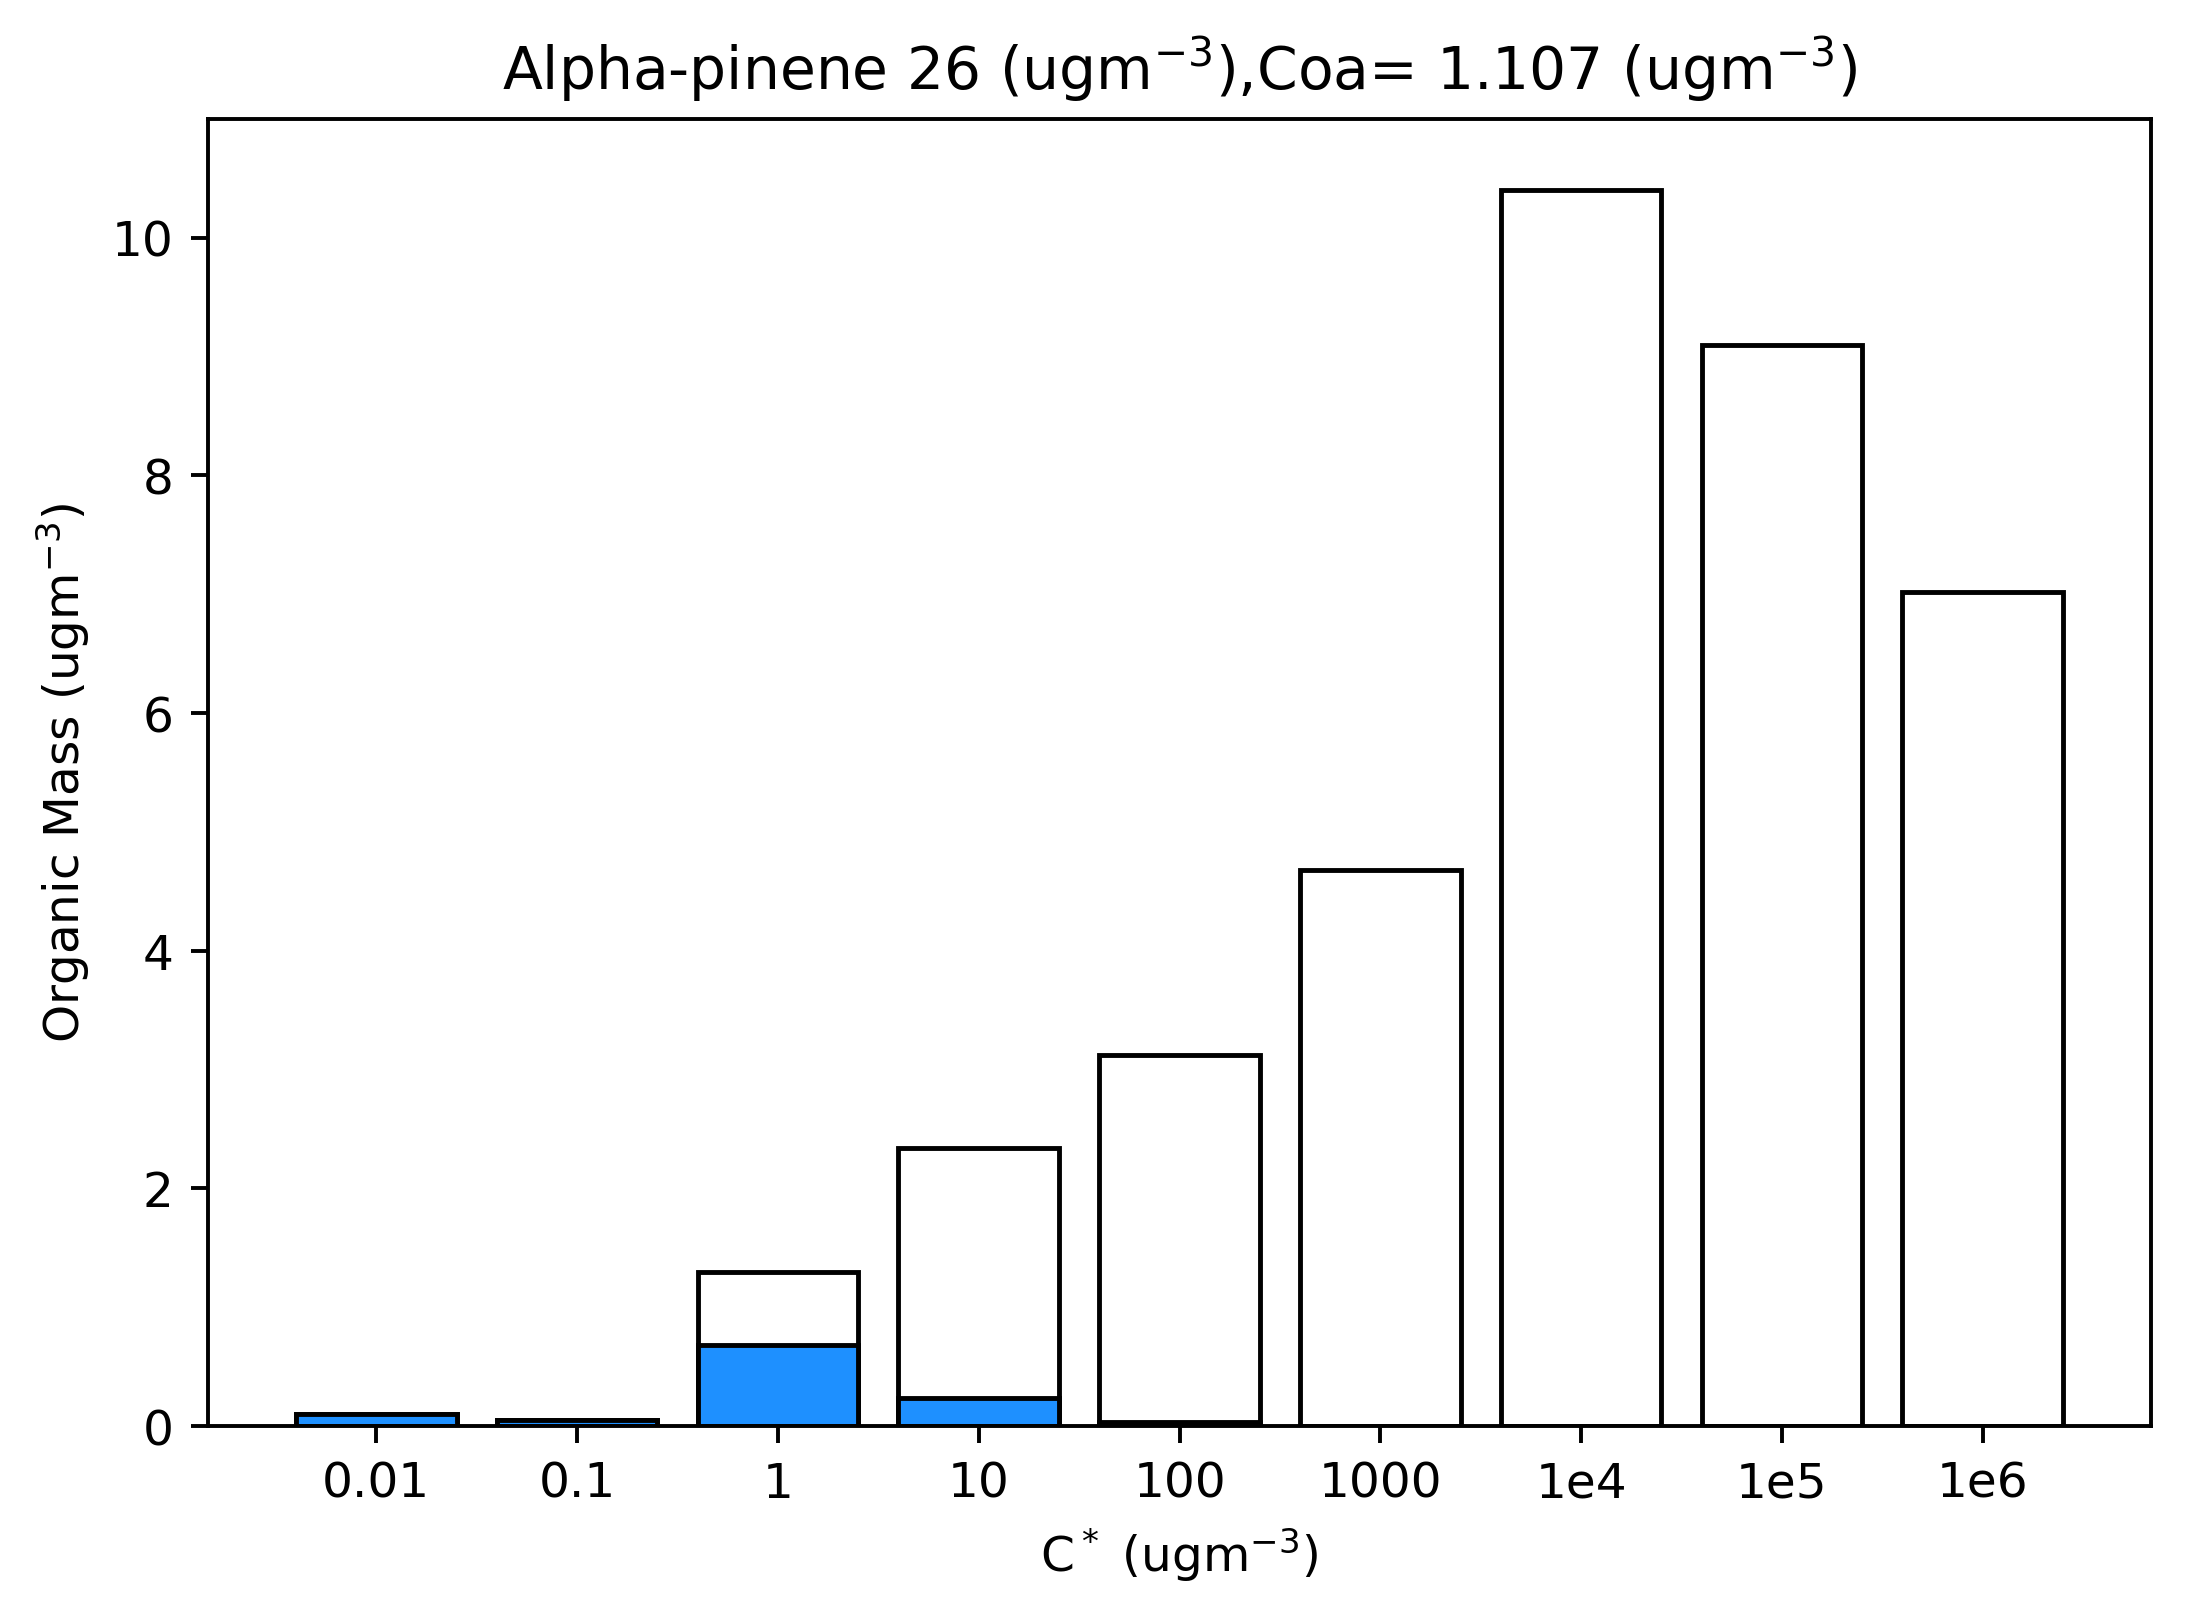 Alpha-pinene 26 (ugm⁻³),Coa= 1.107 (ugm⁻³)
Organic Mass (ugm⁻³)
10
8
6
4
2
0
0.01 0.1 1 10 100 1000 1e4 1e5 1e6
C* (ugm⁻³)